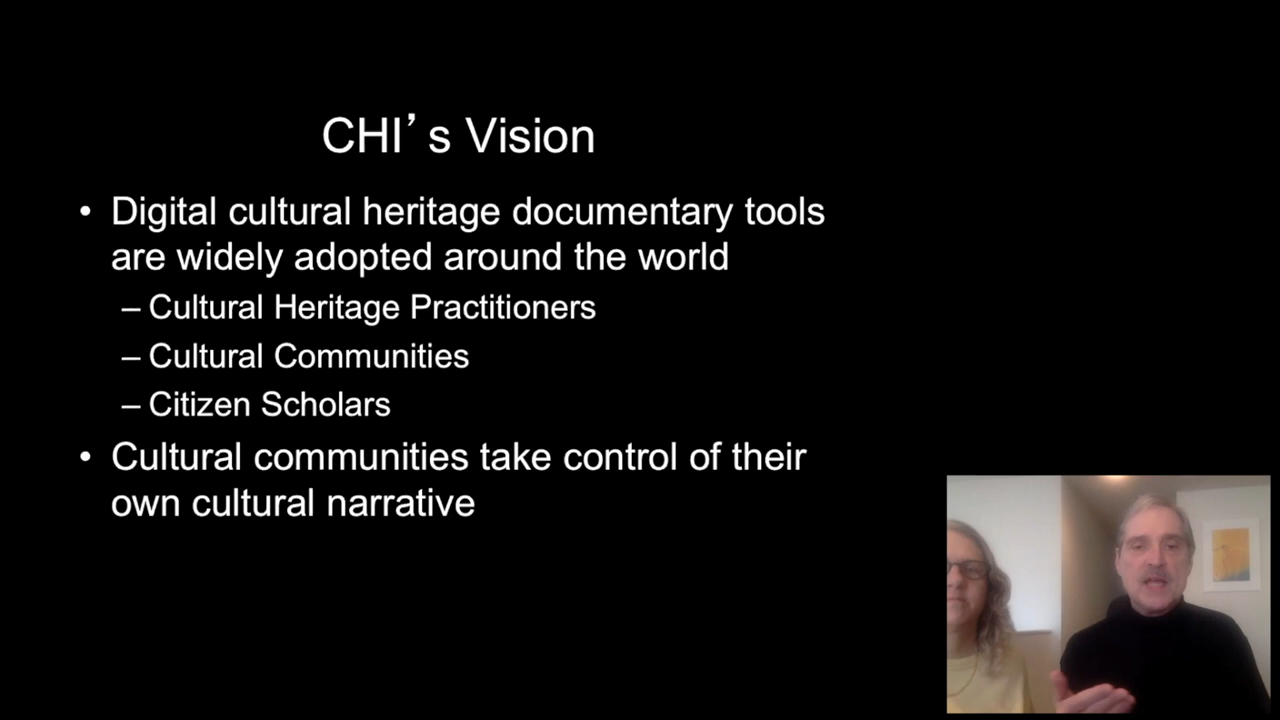 CHI’s Vision
• Digital cultural heritage documentary tools
are widely adopted around the world
– Cultural Heritage Practitioners
– Cultural Communities
– Citizen Scholars
• Cultural communities take control of their
own cultural narrative